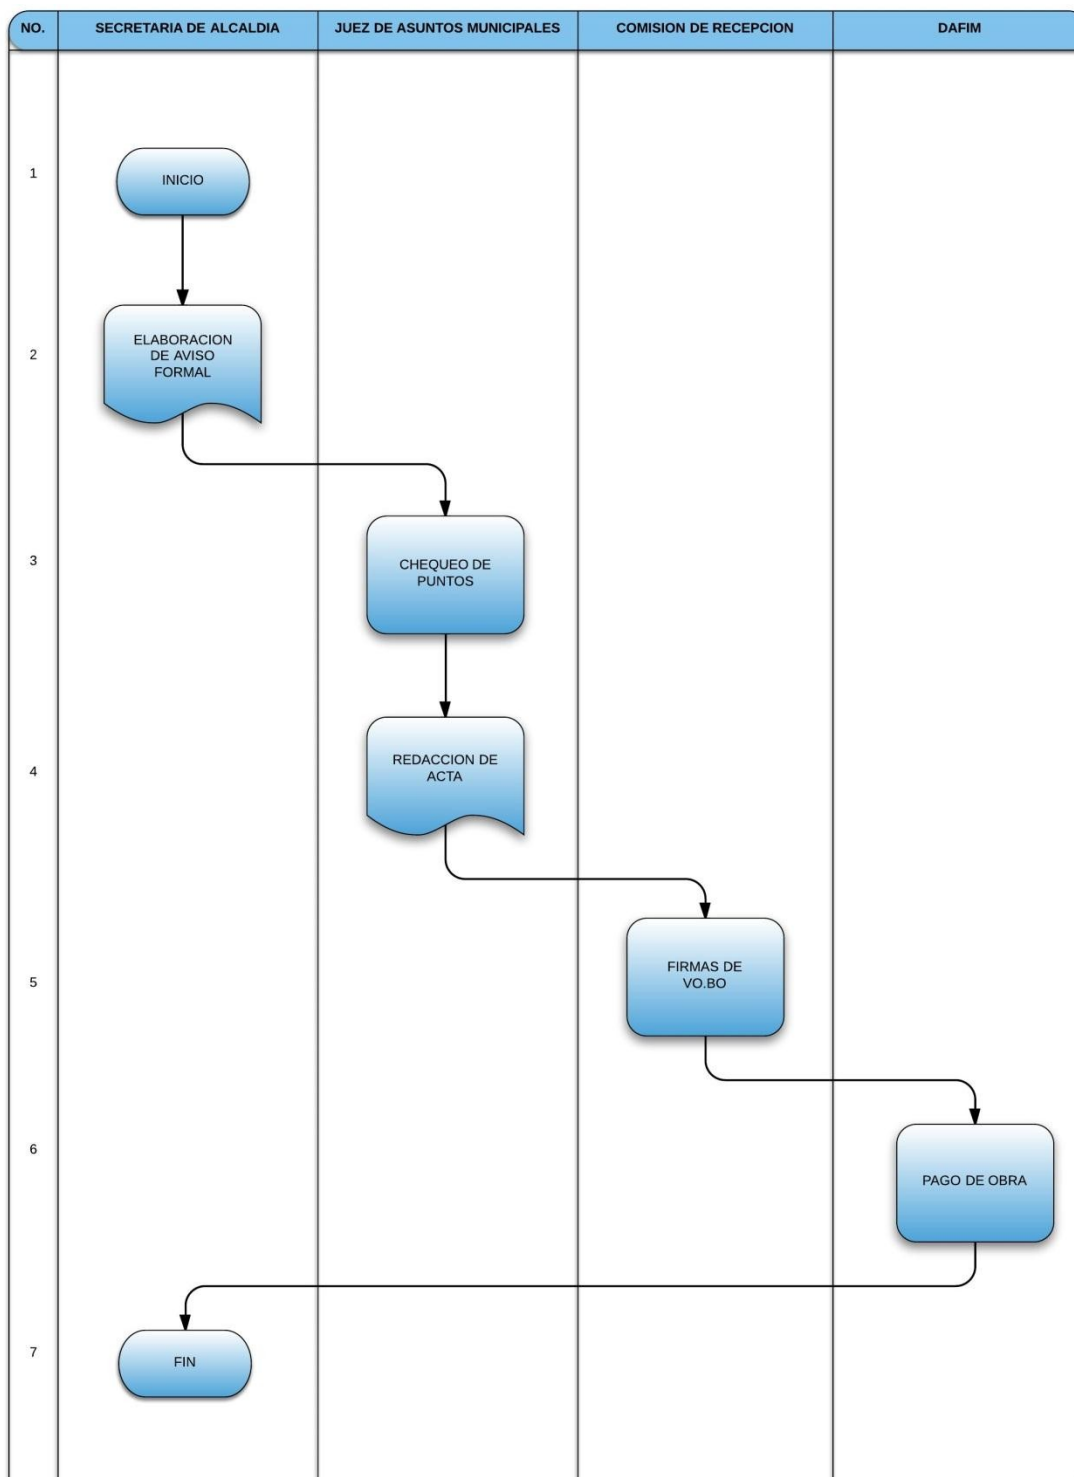 NO. SECRETARIA DE ALCALDIA JUEZ DE ASUNTOS MUNICIPALES COMISION DE RECEPCION DAFIM
1
INICIO
2
ELABORACION
DE AVISO
FORMAL
3
CHEQUEO DE
PUNTOS
4
REDACCION DE
ACTA
5
FIRMAS DE
VO.BO
6
PAGO DE OBRA
7
FIN